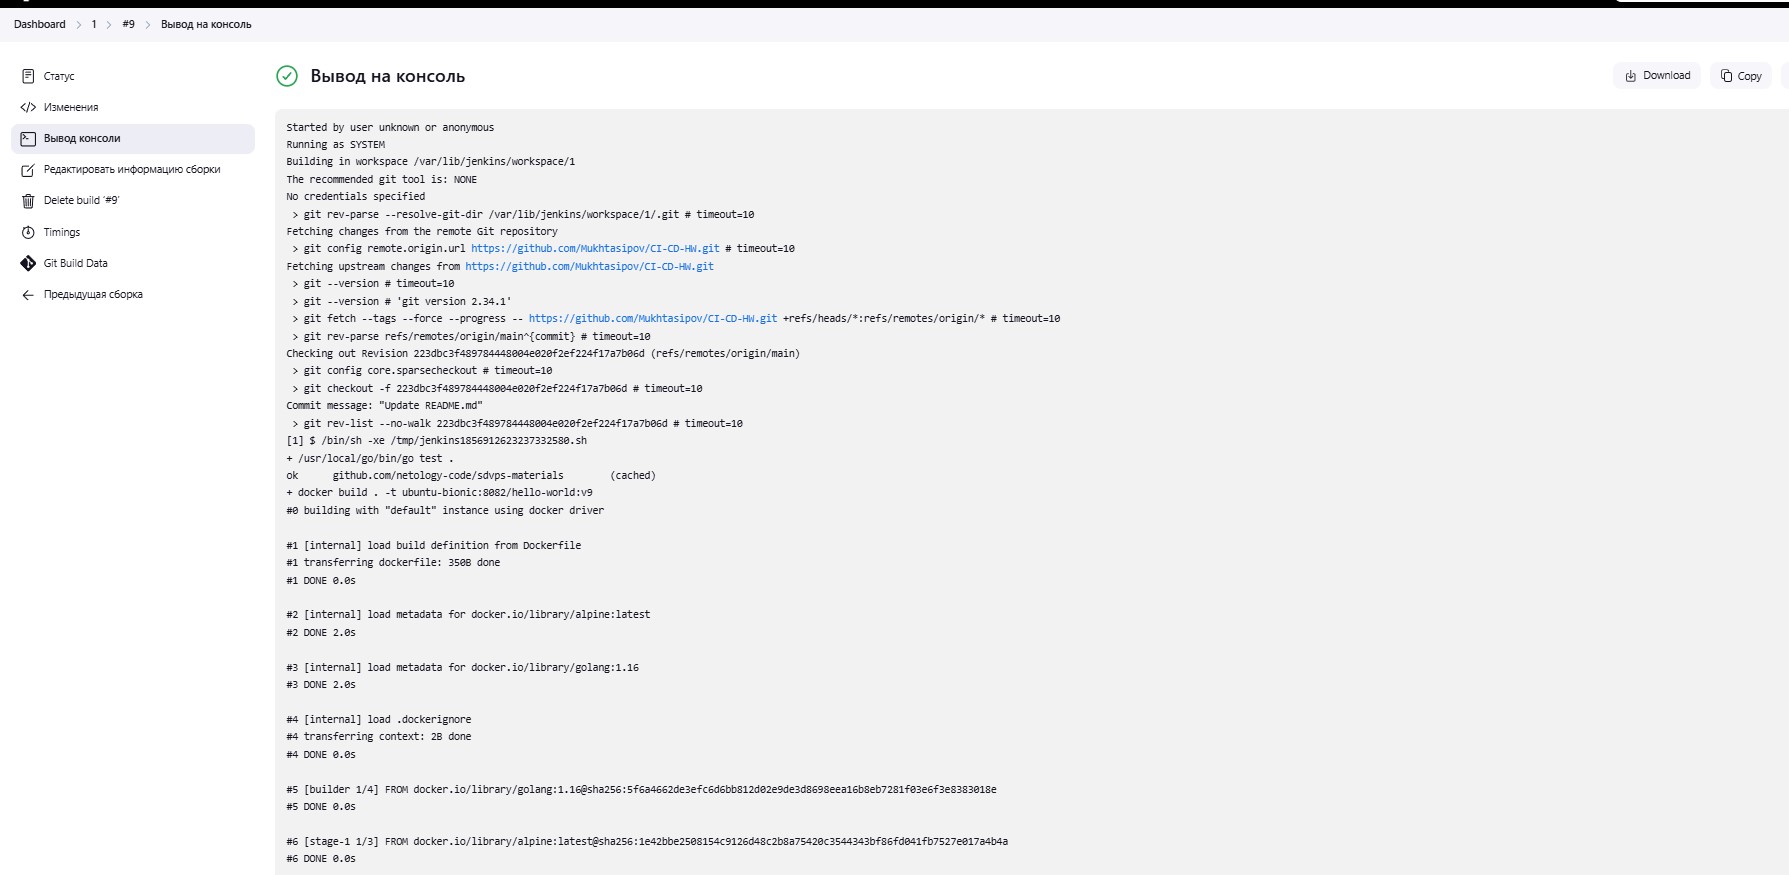 Dashboard > 1 > #9 > Вывод на консоль
Статус
Изменения
Вывод консоли
Редактировать информацию сборки
Delete build '#9'
Timings
Git Build Data
Предыдущая сборка
Вывод на консоль
Download
Copy
Started by user unknown or anonymous
Running as SYSTEM
Building in workspace /var/lib/jenkins/workspace/1
The recommended git tool is: NONE
No credentials specified
> git rev-parse --resolve-git-dir /var/lib/jenkins/workspace/1/.git # timeout=10
Fetching changes from the remote Git repository
> git config remote.origin.url https://github.com/Mukhtasipov/CI-CD-HW.git # timeout=10
Fetching upstream changes from https://github.com/Mukhtasipov/CI-CD-HW.git
> git --version # timeout=10
> git --version # 'git version 2.34.1'
> git fetch --tags --force --progress -- https://github.com/Mukhtasipov/CI-CD-HW.git +refs/heads/*:refs/remotes/origin/* # timeout=10
> git rev-parse refs/remotes/origin/main^{commit} # timeout=10
Checking out Revision 223dbc3f489784448004e020f2ef224f17a7b06d (refs/remotes/origin/main)
> git config core.sparsecheckout # timeout=10
> git checkout -f 223dbc3f489784448004e020f2ef224f17a7b06d # timeout=10
Commit message: "Update README.md"
> git rev-list --no-walk 223dbc3f489784448004e020f2ef224f17a7b06d # timeout=10
[1] $ /bin/sh -xe /tmp/jenkins1856912623237332580.sh
+ /usr/local/go/bin/go test .
ok github.com/netology-code/sdvps-materials (cached)
+ docker build . -t ubuntu-bionic:8082/hello-world:v9
#0 building with "default" instance using docker driver
#1 [internal] load build definition from Dockerfile
#1 transferring dockerfile: 350B done
#1 DONE 0.0s
#2 [internal] load metadata for docker.io/library/alpine:latest
#2 DONE 2.0s
#3 [internal] load metadata for docker.io/library/golang:1.16
#3 DONE 2.0s
#4 [internal] load .dockerignore
#4 transferring context: 2B done
#4 DONE 0.0s
#5 [builder 1/4] FROM docker.io/library/golang:1.16@sha256:5f6a4662de3efc6d6bb812d02e9de3d8698eea16b8eb7281f03e6f3e8383018e
#5 DONE 0.0s
#6 [stage-1 1/3] FROM docker.io/library/alpine:latest@sha256:1e42bbe2508154c9126d48c2b8a75420c3544343bf86fd041fb7527e017a4b4a
#6 DONE 0.0s